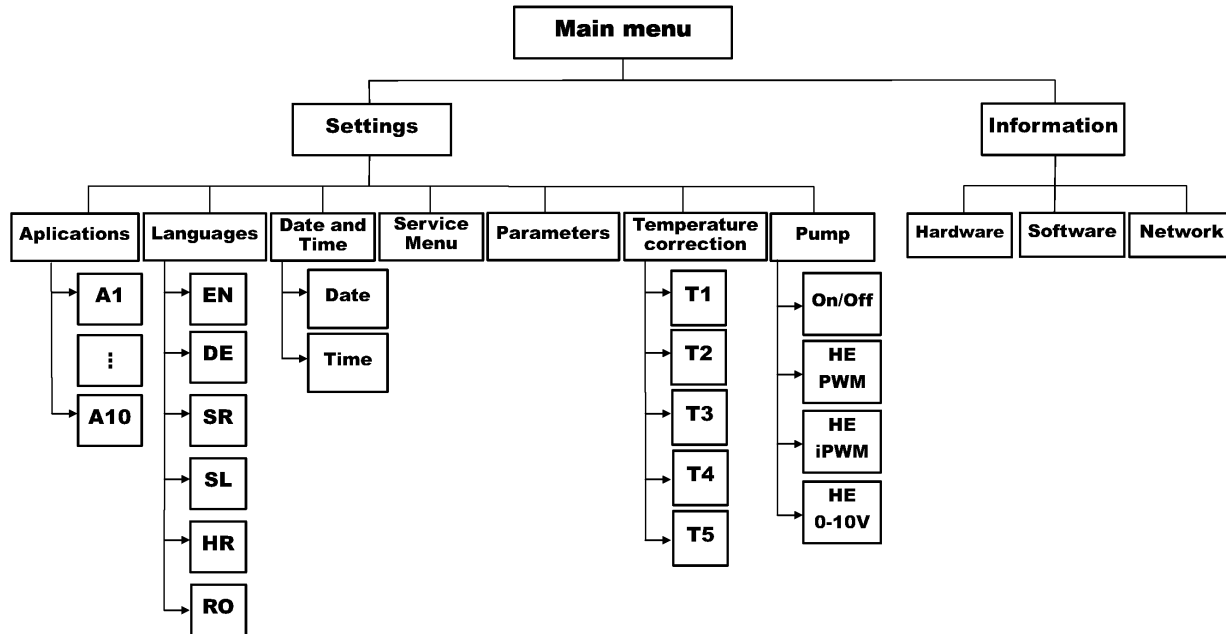 Main menu
Settings
Information
Aplications
Languages
Date and
Time
Service
Menu
Parameters
Temperature
correction
Pump
Hardware
Software
Network
A1
⋮
A10
EN
DE
SR
SL
HR
RO
Date
Time
T1
T2
T3
T4
T5
On/Off
HE
PWM
HE
iPWM
HE
0-10V